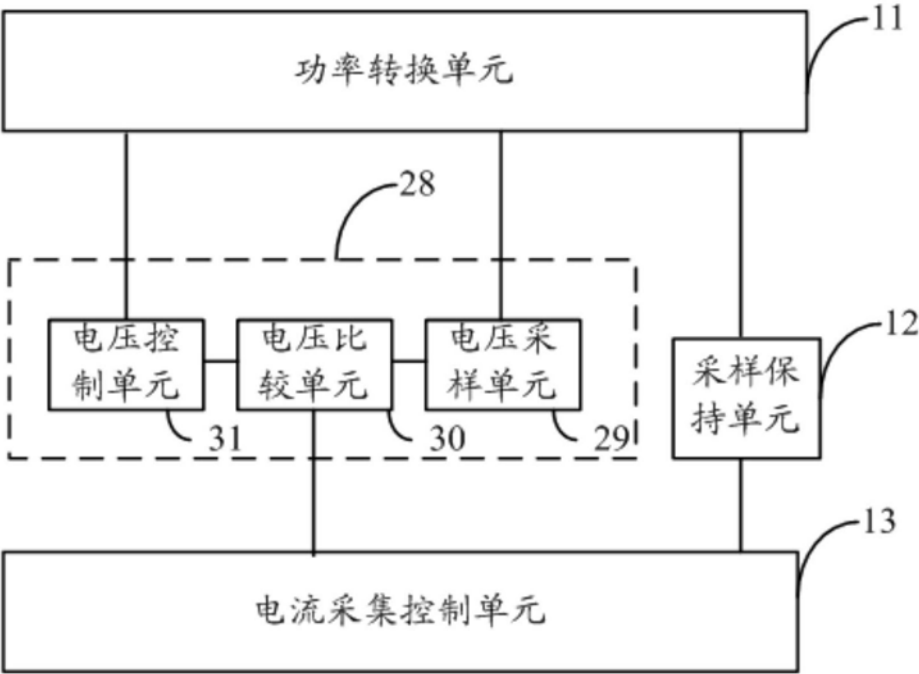 11
功率转换单元
28
电压控
制单元
电压比
较单元
电压采
样单元
12
采样保
持单元
31
30
29
13
电流采集控制单元